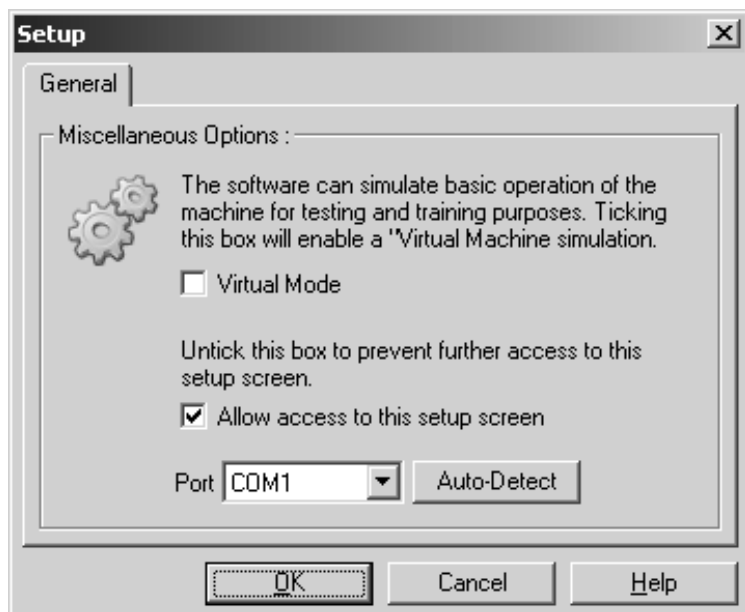 Setup
General
Miscellaneous Options :
The software can simulate basic operation of the
machine for testing and training purposes. Ticking
this box will enable a "Virtual Machine simulation.
Virtual Mode
Untick this box to prevent further access to this
setup screen.
Allow access to this setup screen
Port COM1 Auto-Detect
OK Cancel Help